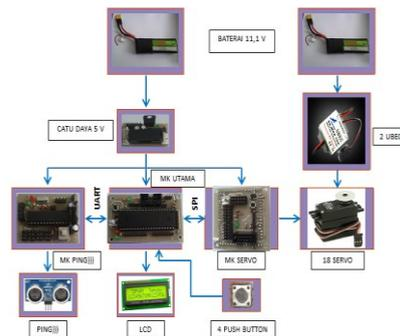 BATERAI 11,1 V
CATU DAYA 5 V
2 UBEC
MK UTAMA
UART
SPI
MK PING)))
MK SERVO
18 SERVO
PING)))
LCD
4 PUSH BUTTON